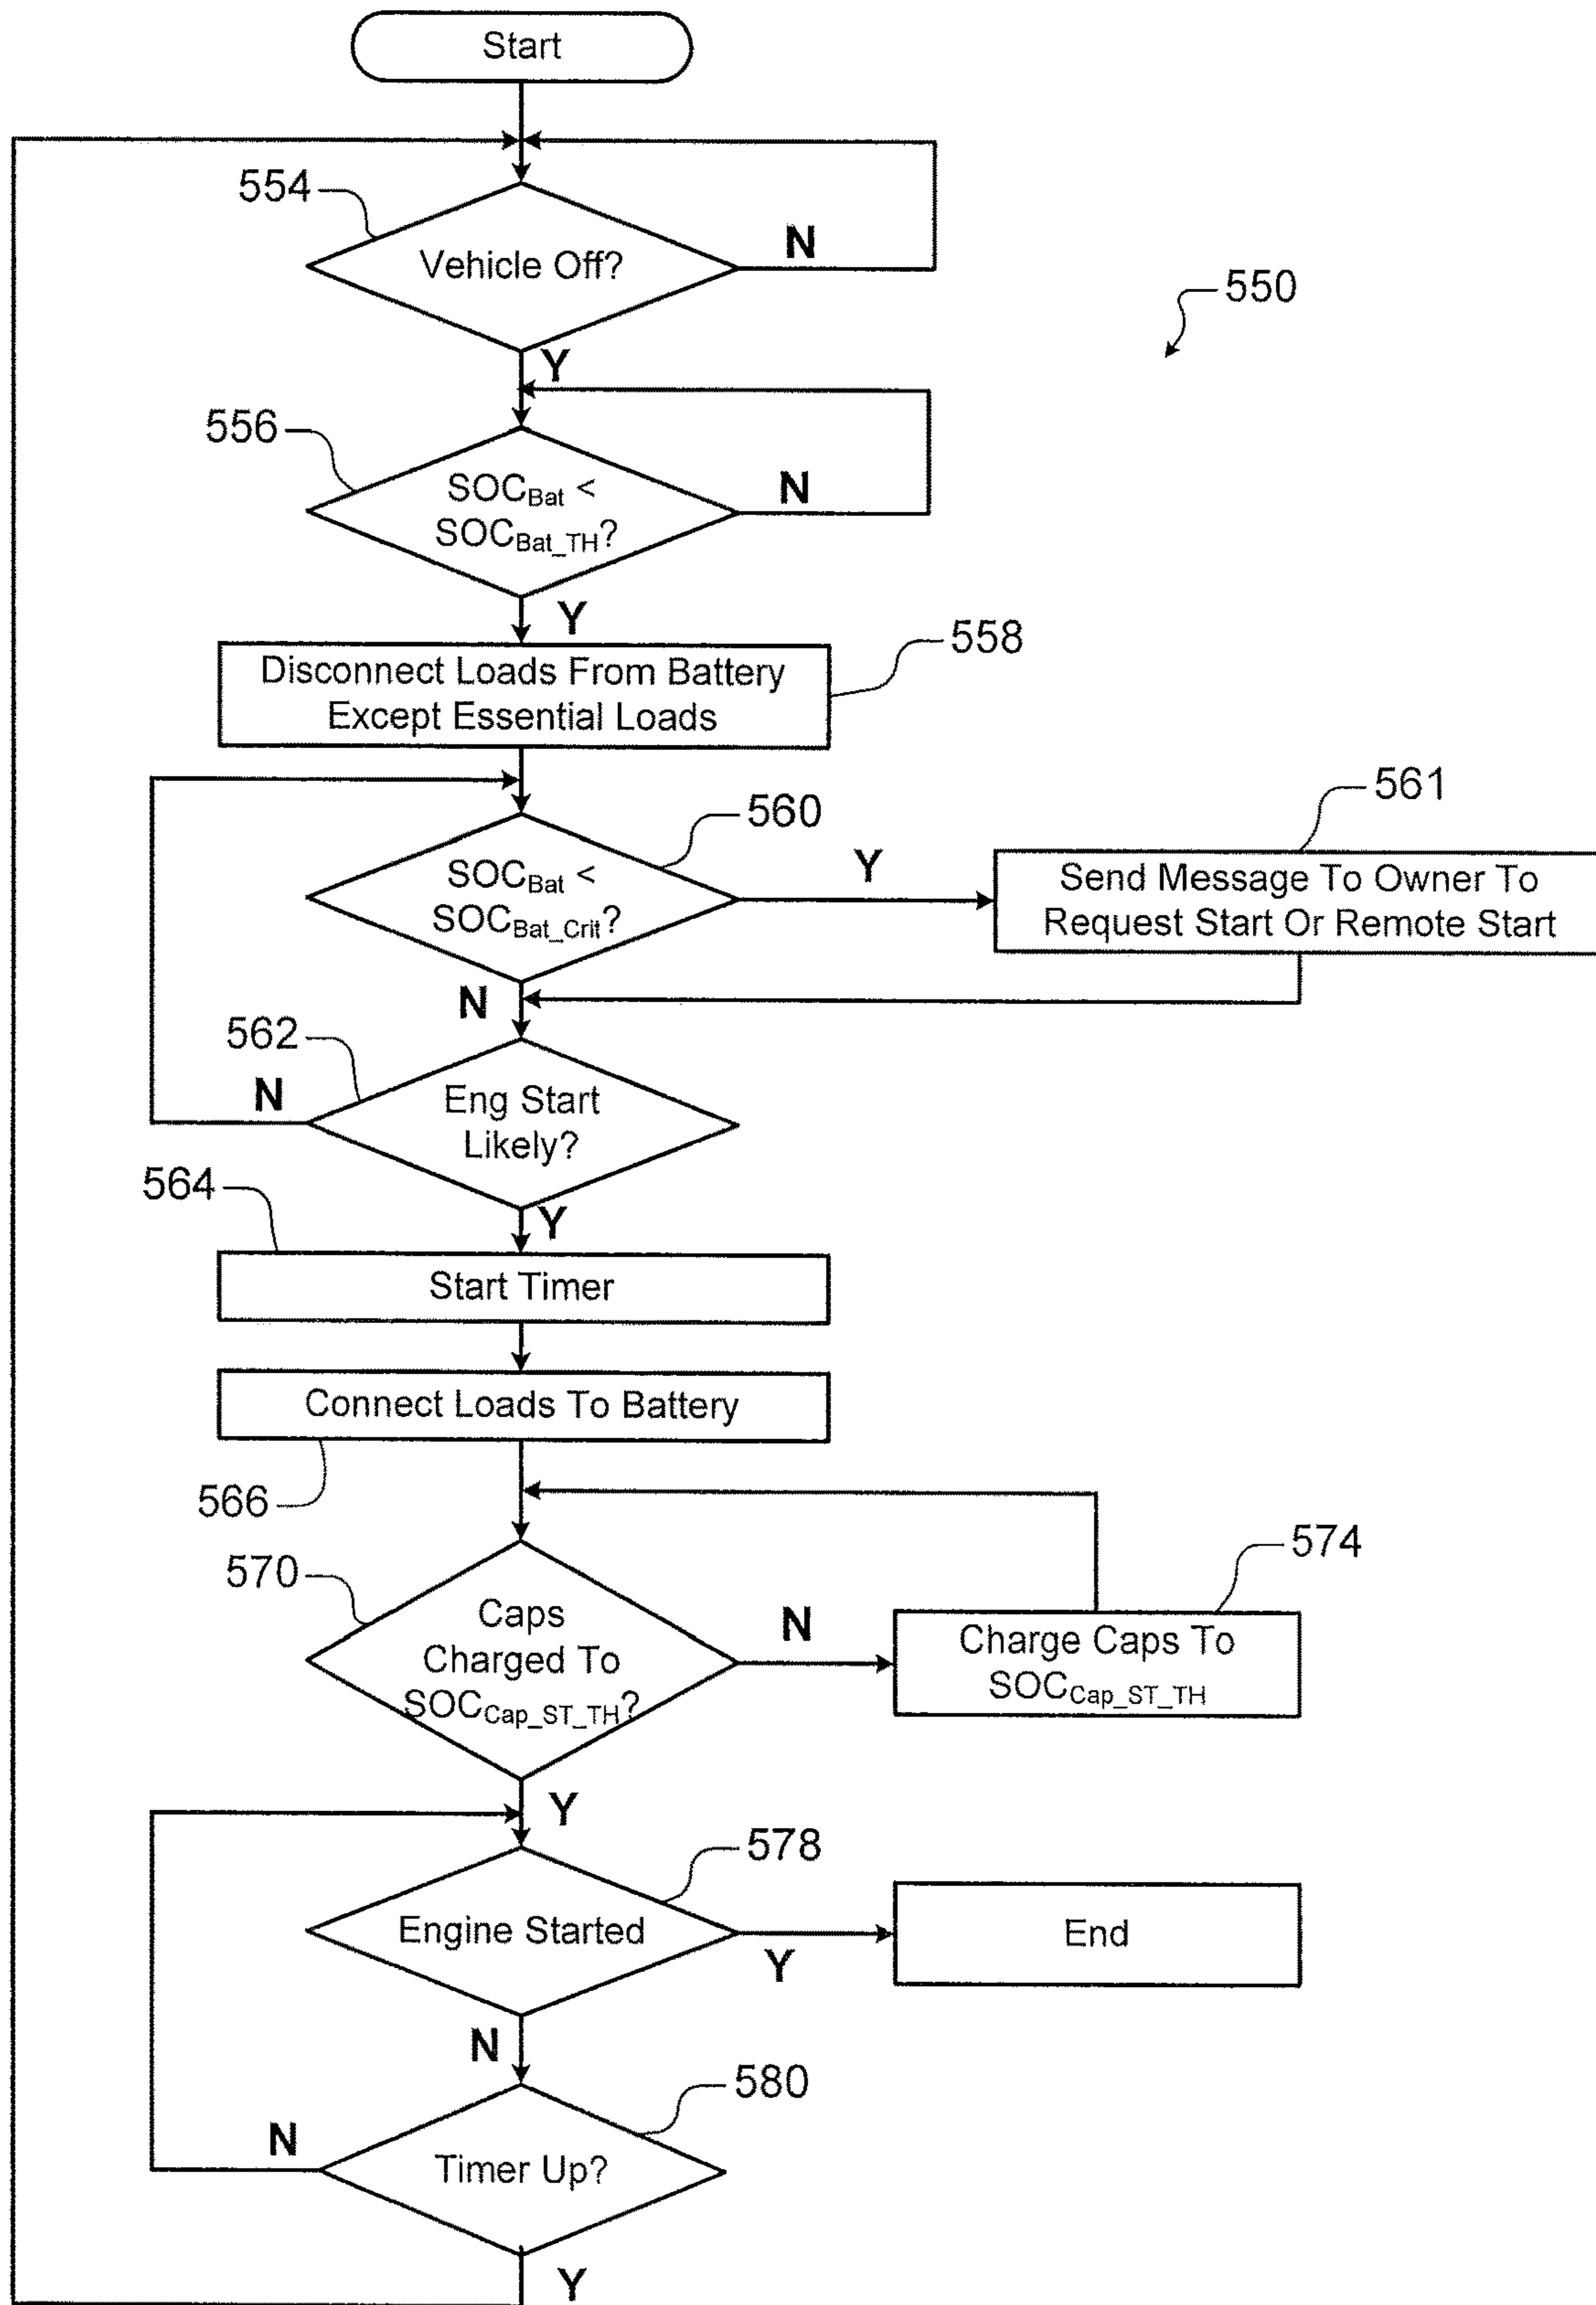 Start
554
Vehicle Off?
N
550
Y
556
SOCBat <
SOCBat_TH?
N
Y
558
Disconnect Loads From Battery
Except Essential Loads
560
561
SOCBat <
SOCBat_Crit?
Y
Send Message To Owner To
Request Start Or Remote Start
N
562
N
Eng Start
Likely?
564
Y
Start Timer
Connect Loads To Battery
566
570
574
Caps
Charged To
SOCCap_ST_TH?
N
Charge Caps To
SOCCap_ST_TH
Y
578
Engine Started
Y
End
N
580
N
Timer Up?
Y